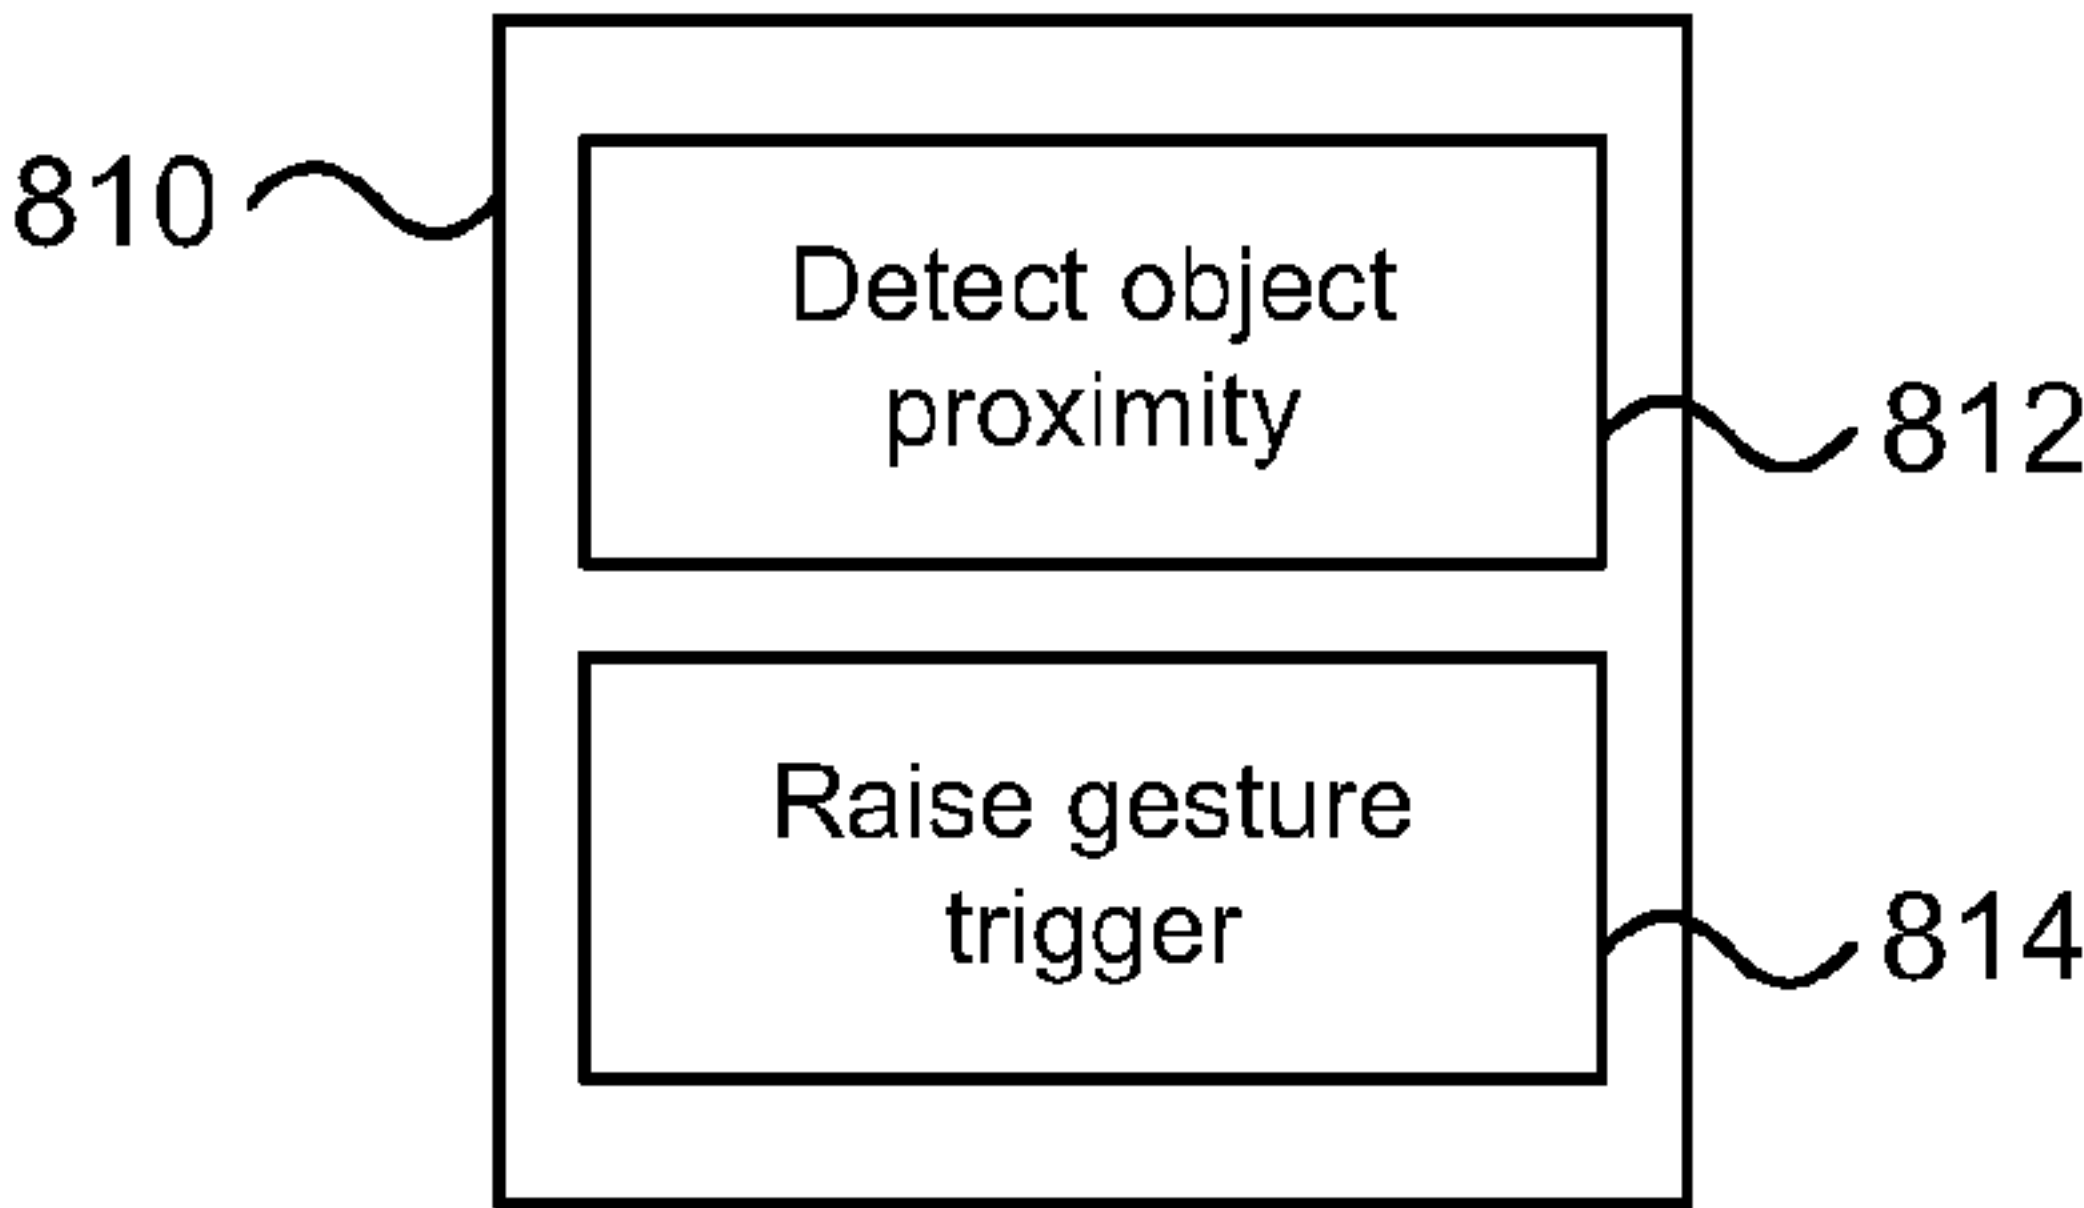 810
Detect object
proximity
812
Raise gesture
trigger
814